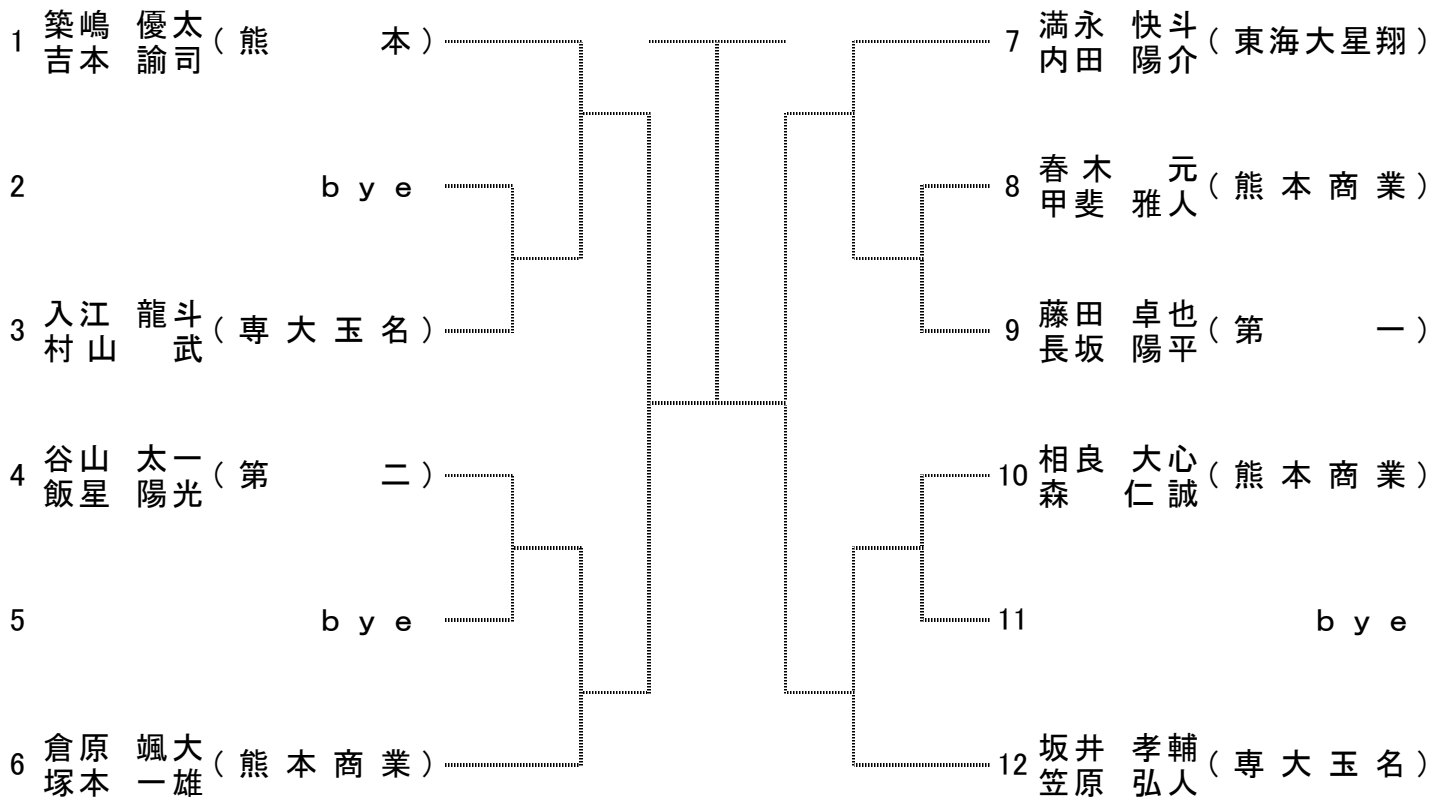 1 築嶋 優太 (熊 本)
吉本 諭司
2 bye
3 入江 龍斗 (専大玉名)
村山 武
4 谷山 太一 (第 二)
飯星 陽光
5 bye
6 倉原 颯大 (熊本商業)
塚本 一雄
7 満永 快斗 (東海大星翔)
内田 陽介
8 春木 元 (熊本商業)
甲斐 雅人
9 藤田 卓也 (第 一)
長坂 陽平
10 相良 大心 (熊本商業)
森 仁誠
11 bye
12 坂井 孝輔 (専大玉名)
笠原 弘人